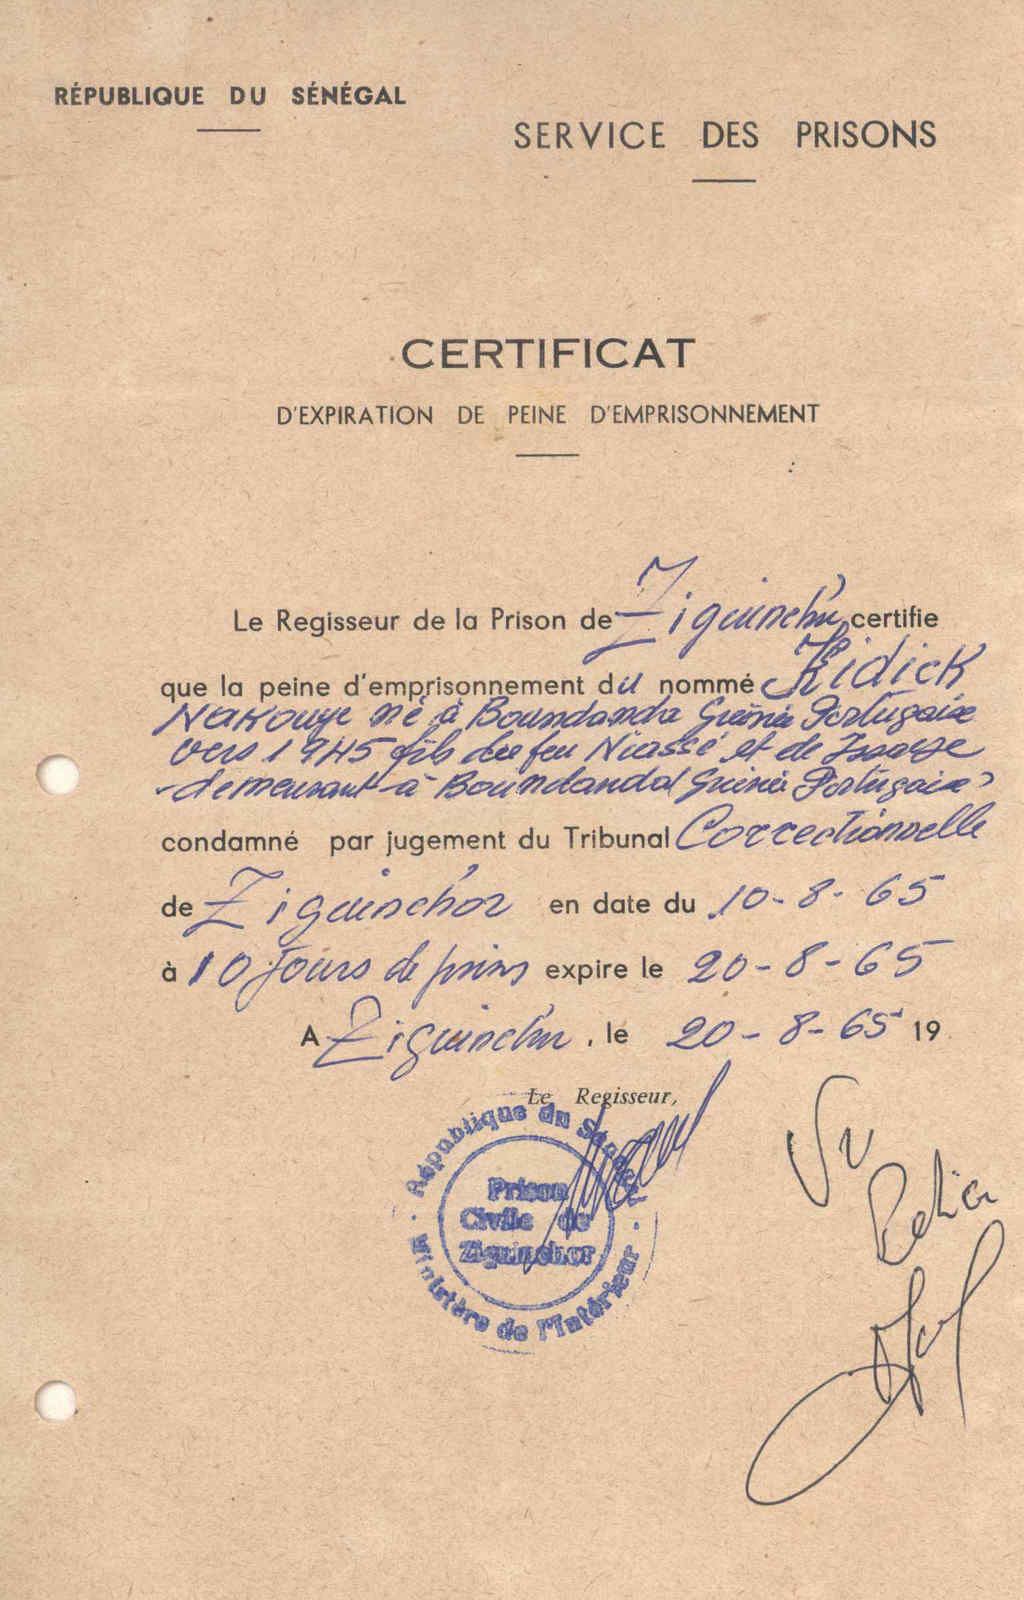 RÉPUBLIQUE DU SÉNÉGAL
SERVICE DES PRISONS
CERTIFICAT
D'EXPIRATION DE PEINE D'EMPRISONNEMENT
Le Regisseur de la Prison de Ziguinchor certifie
que la peine d'emprisonnement du nommé Kidick
Nakouye né à Boundanda Guinée Portugaise
vers 1945 fils de feu Niassé et de
demeurant à Boundanda Guinée Portugaise
condamné par jugement du Tribunal Correctionnelle
de Ziguinchor en date du 10-8-65
à 10 Jours de prison expire le 20-8-65
A Ziguinchor, le 20-8-65 19
Le Regisseur,
République du Sénégal
Prison
Civile de
Ziguinchor
Ministère de l'Intérieur
Vu